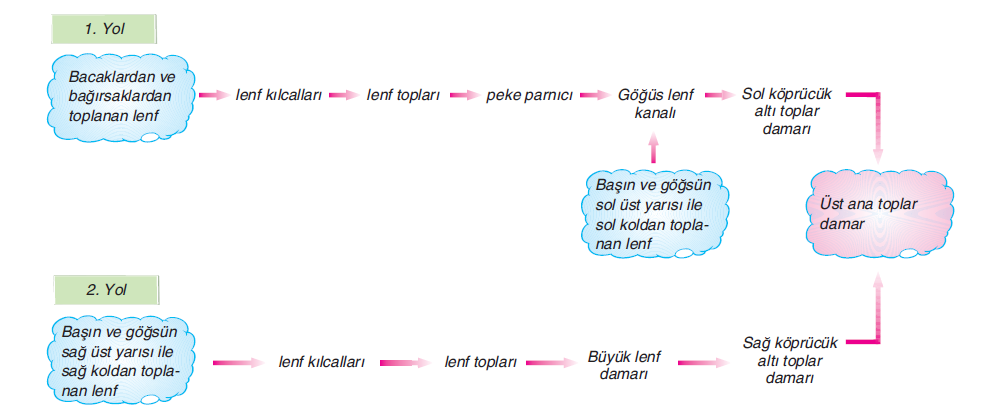 1. Yol
Bacaklardan ve
bağırsaklardan
toplanan lenf
lenf kılcalları
lenf topları
peke parnıcı
Göğüs lenf
kanalı
Sol köprücük
altı toplar
damarı
Başın ve göğsün
sol üst yarısı ile
sol koldan topla-
nan lenf
Üst ana toplar
damar
2. Yol
Başın ve göğsün
sağ üst yarısı ile
sağ koldan topla-
nan lenf
lenf kılcalları
lenf topları
Büyük lenf
damarı
Sağ köprücük
altı toplar
damarı